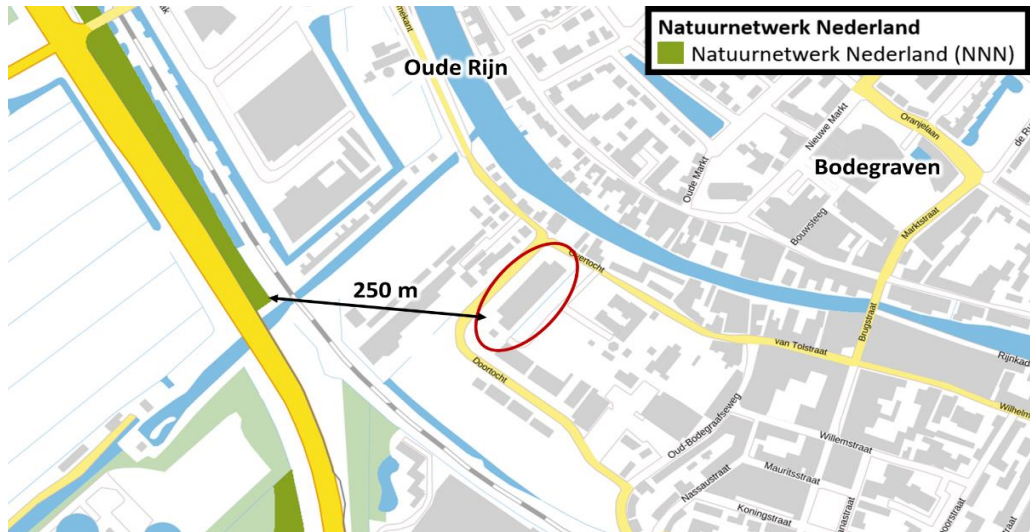 Natuurnetwerk Nederland
Natuurnetwerk Nederland (NNN)
Oude Rijn
Oranjelaan
Nieuwe Markt
Bodegraven
Oude Markt
Bouwsteeg
Marktstraat
Overtocht
250 m
Brugstraat
van Tolstraat
Doortocht
Oud-Bodegraafseweg
Willemstraat
Mauritsstraat
Nassaustraat
Koningstraat